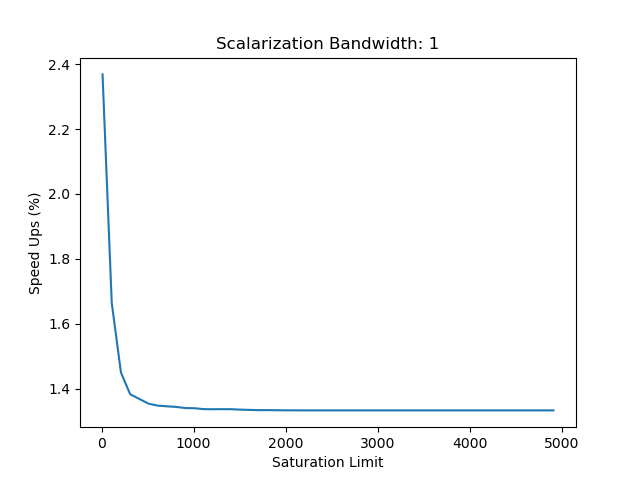 Scalarization Bandwidth: 1
2.4
2.2
2.0
1.8
1.6
1.4
Speed Ups (%)
0 1000 2000 3000 4000 5000
Saturation Limit